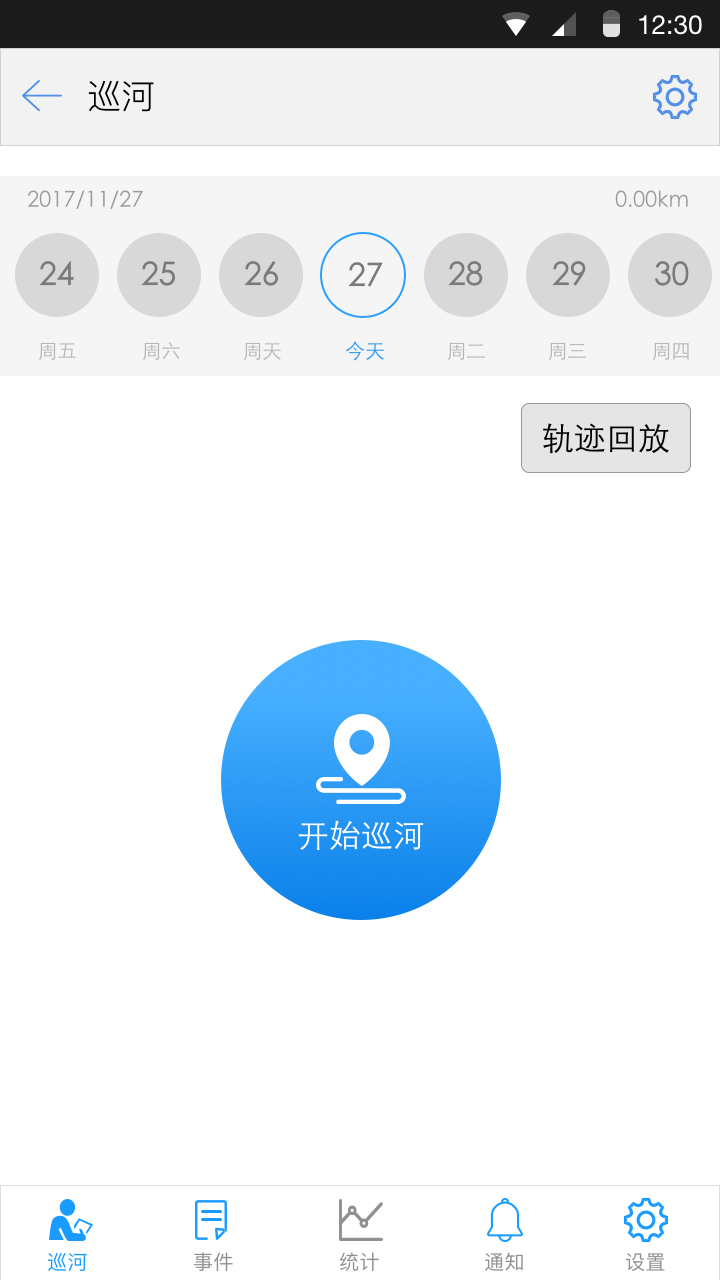 12:30
巡河
2017/11/27 0.00km
24 25 26 27 28 29 30
周五 周六 周天 今天 周二 周三 周四
轨迹回放
开始巡河
巡河 事件 统计 通知 设置